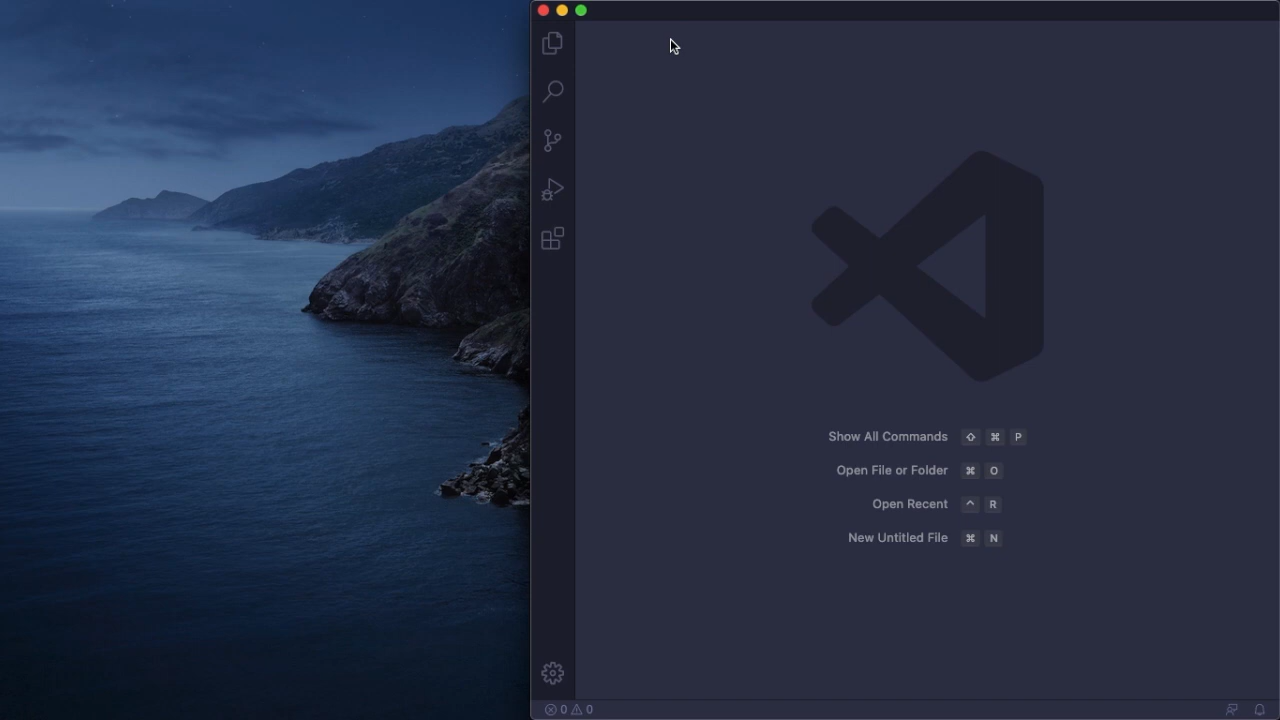 Show All Commands ⇧ ⌘ P
Open File or Folder ⌘ O
Open Recent ^ R
New Untitled File ⌘ N
0 0